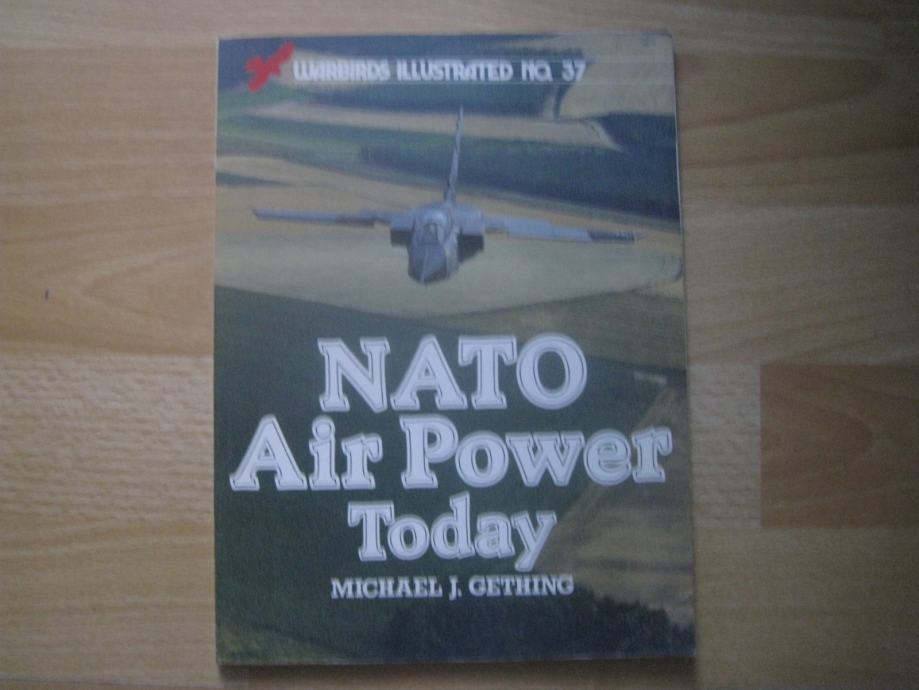 WARBIRDS ILLUSTRATED NO. 37
NATO
Air Power
Today
MICHAEL J. GETHING